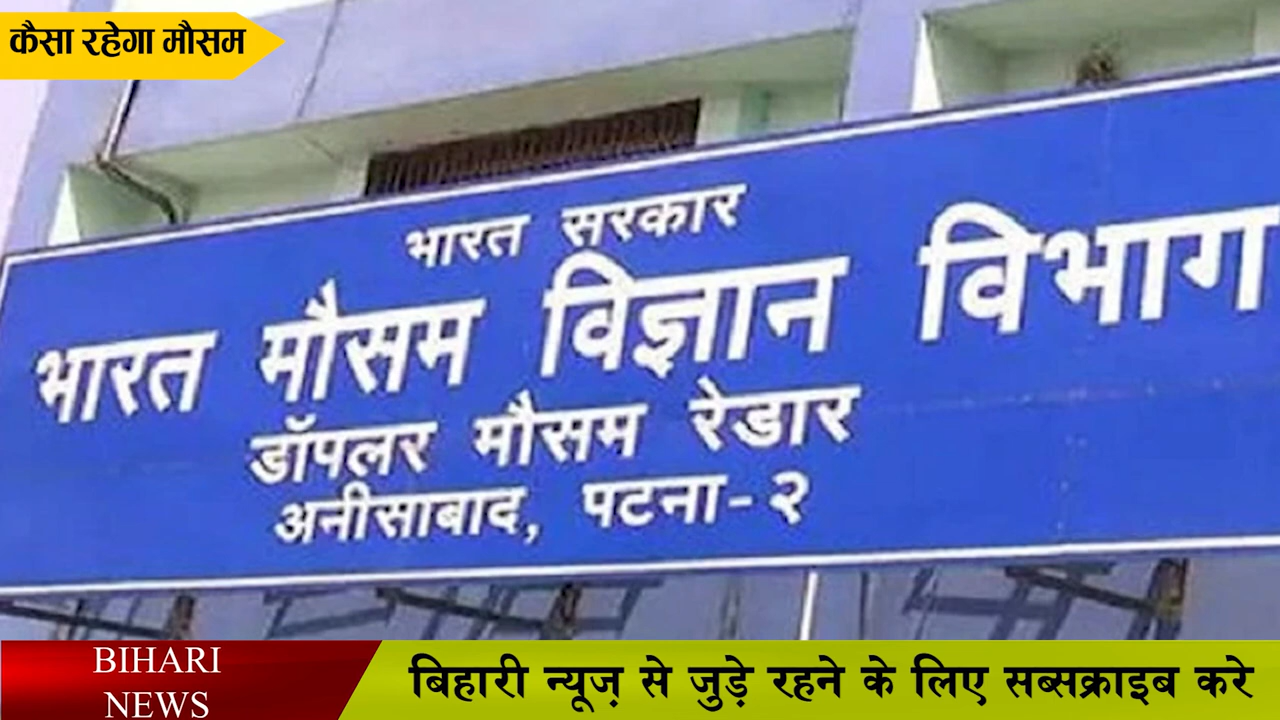 कैसा रहेगा मौसम
भारत सरकार
भारत मौसम विज्ञान विभाग
डॉपलर मौसम रेडार
अनीसाबाद, पटना-२
BIHARI
NEWS
बिहारी न्यूज़ से जुड़े रहने के लिए सब्सक्राइब करे